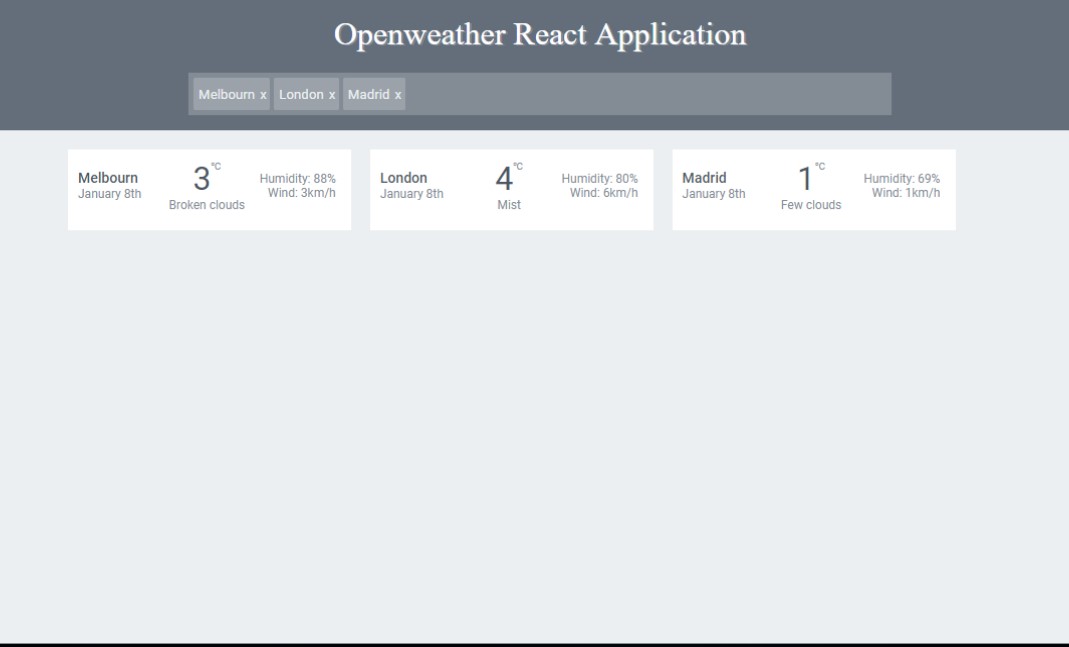 Openweather React Application
Melbourn x London x Madrid x
Melbourn
January 8th
3°C
Broken clouds
Humidity: 88%
Wind: 3km/h
London
January 8th
4°C
Mist
Humidity: 80%
Wind: 6km/h
Madrid
January 8th
1°C
Few clouds
Humidity: 69%
Wind: 1km/h